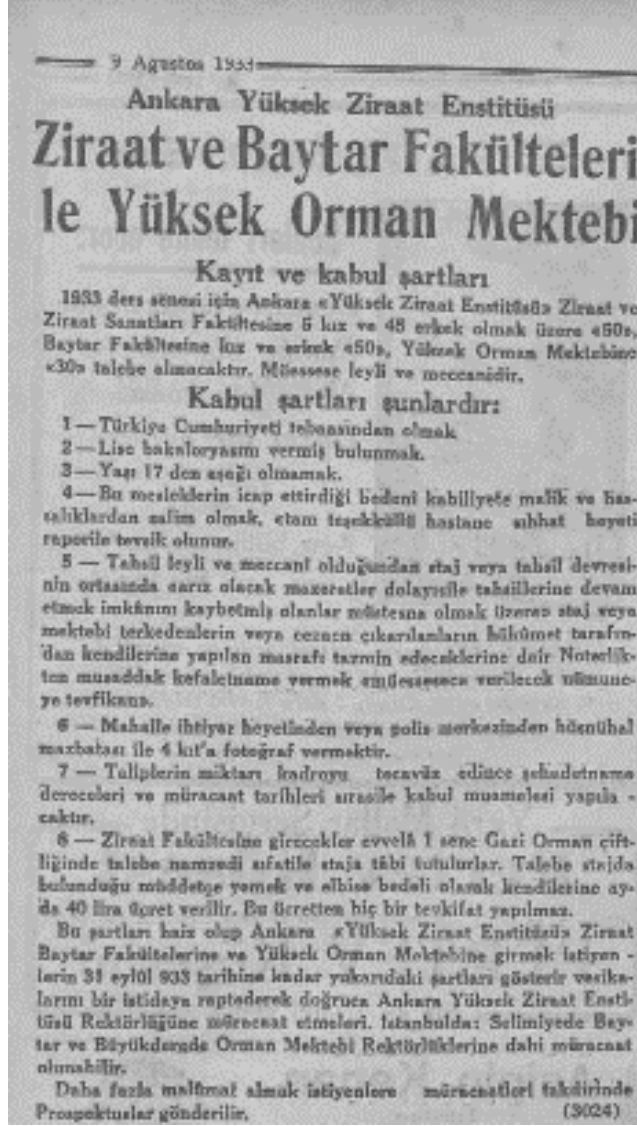 9 Ağustos 1933
Ankara Yüksek Ziraat Enstitüsü
Ziraat ve Baytar Fakülteleri
le Yüksek Orman Mektebi
Kayıt ve kabul şartları
1933 ders senesi için Ankara «Yüksek Ziraat Enstitüsü» Ziraat ve
Ziraat Sanatları Fakültesine 5 kız ve 45 erkek olmak üzere «50»,
Baytar Fakültesine kız ve erkek «50», Yüksek Orman Mektebine
«30» talebe alınacaktır. Müessese leyli ve meccanidir.
Kabul şartları şunlardır:
1—Türkiye Cumhuriyeti tebaasından olmak
2—Lise bakaloryasını vermiş bulunmak.
3—Yaşı 17 den aşağı olmamak.
4—Bu mesleklerin icap ettirdiği bedeni kabiliyete malik ve has-
talıklardan salim olmak, «tam teşekküllü hastane sıhhat heyeti
raporile tevsik olunur.
5 — Tahsil leyli ve meccani olduğundan staj veya tahsil devresi-
nin ortasında arız olacak mazeretler dolayısile tahsillerine devam
etmek imkânını kaybetmiş olanlar müstesna olmak üzere» staj veya
mektebi terkedenlerin veya cezaen çıkarılanların hükûmet tarafın-
dan kendilerine yapılan masrafı tazmin edeceklerine dair Noterlik-
ten musaddak kefaletname vermek «müessesece verilecek nümune-
ye tevfikan».
6 — Mahalle ihtiyar heyetinden veya polis merkezinden hüsnühal
mazbatası ile 4 kıt'a fotoğraf vermektir.
7 — Taliplerin miktarı kadroyu tecavüz edince şehadetname
dereceleri ve müracaat tarihleri sırasile kabul muamelesi yapıla -
caktır.
8 — Ziraat Fakültesine girecekler evvelâ 1 sene Gazi Orman çift-
liğinde talebe namzedi sıfatile staja tâbi tutulurlar. Talebe stajda
bulunduğu müddetçe yemek ve elbise bedeli olarak kendilerine ay-
da 40 lira ücret verilir. Bu ücretten hiç bir tevkifat yapılmaz.
Bu şartları haiz olup Ankara «Yüksek Ziraat Enstitüsü» Ziraat
Baytar Fakültelerine ve Yüksek Orman Mektebine girmek istiyen -
lerin 31 eylûl 933 tarihine kadar yukarıdaki şartları gösterir vesika-
larını bir istidaya raptederek doğruca Ankara Yüksek Ziraat Ensti-
tüsü Rektörlüğüne müracaat etmeleri. İstanbulda: Selimiyede Bay-
tar ve Büyükderede Orman Mektebi Rektörlüklerine dahi müracaat
olunabilir.
Daha fazla malûmat almak istiyenlere müracaatleri takdirinde
Prospektuslar gönderilir. (3024)